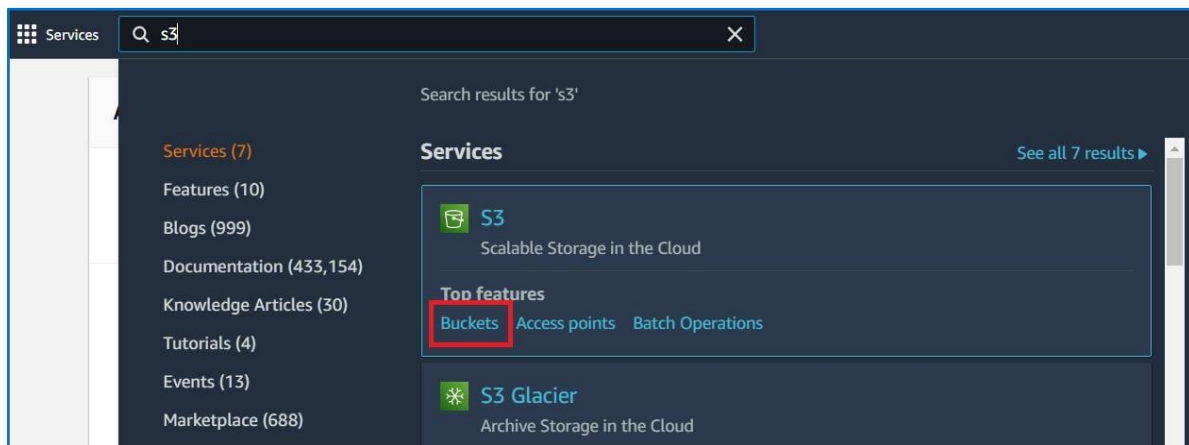 Services
s3
Search results for 's3'
Services (7)
Features (10)
Blogs (999)
Documentation (433,154)
Knowledge Articles (30)
Tutorials (4)
Events (13)
Marketplace (688)
Services
See all 7 results
S3
Scalable Storage in the Cloud
Top features
Buckets Access points Batch Operations
S3 Glacier
Archive Storage in the Cloud